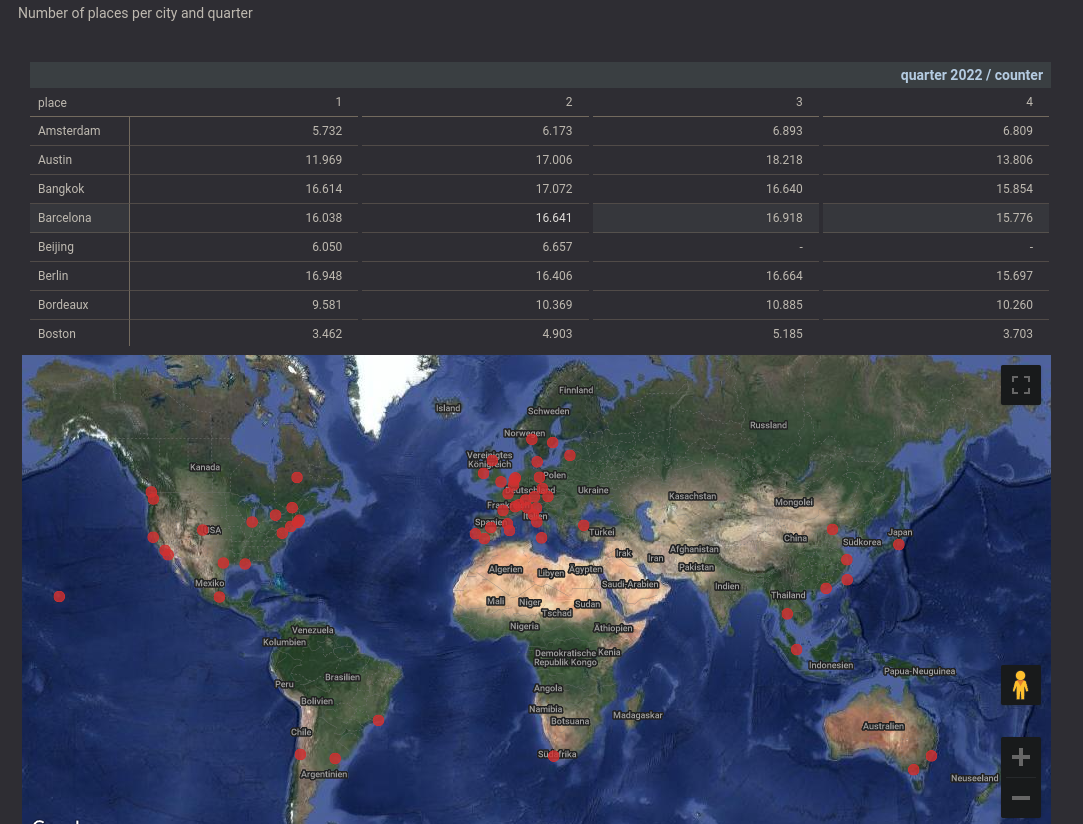 Number of places per city and quarter
quarter 2022 / counter
place 1 2 3 4
Amsterdam 5.732 6.173 6.893 6.809
Austin 11.969 17.006 18.218 13.806
Bangkok 16.614 17.072 16.640 15.854
Barcelona 16.038 16.641 16.918 15.776
Beijing 6.050 6.657 - -
Berlin 16.948 16.406 16.664 15.697
Bordeaux 9.581 10.369 10.885 10.260
Boston 3.462 4.903 5.185 3.703
Finnland
Island
Schweden
Russland
Norwegen
Vereinigtes
Königreich
Kanada
Polen
Deutschland
Ukraine
Kasachstan
Mongolei
Spanien
Italien
USA
Türkei
China
Japan
Südkorea
Irak
Iran
Afghanistan
Pakistan
Algerien
Libyen
Ägypten
Saudi-Arabien
Indien
Mexiko
Thailand
Mali
Niger
Tschad
Sudan
Nigeria
Äthiopien
Venezuela
Kolumbien
Demokratische
Republik Kongo
Kenia
Indonesien
Papua-Neuguinea
Peru
Brasilien
Angola
Bolivien
Namibia
Botsuana
Madagaskar
Chile
Australien
Südafrika
Argentinien
Neuseeland